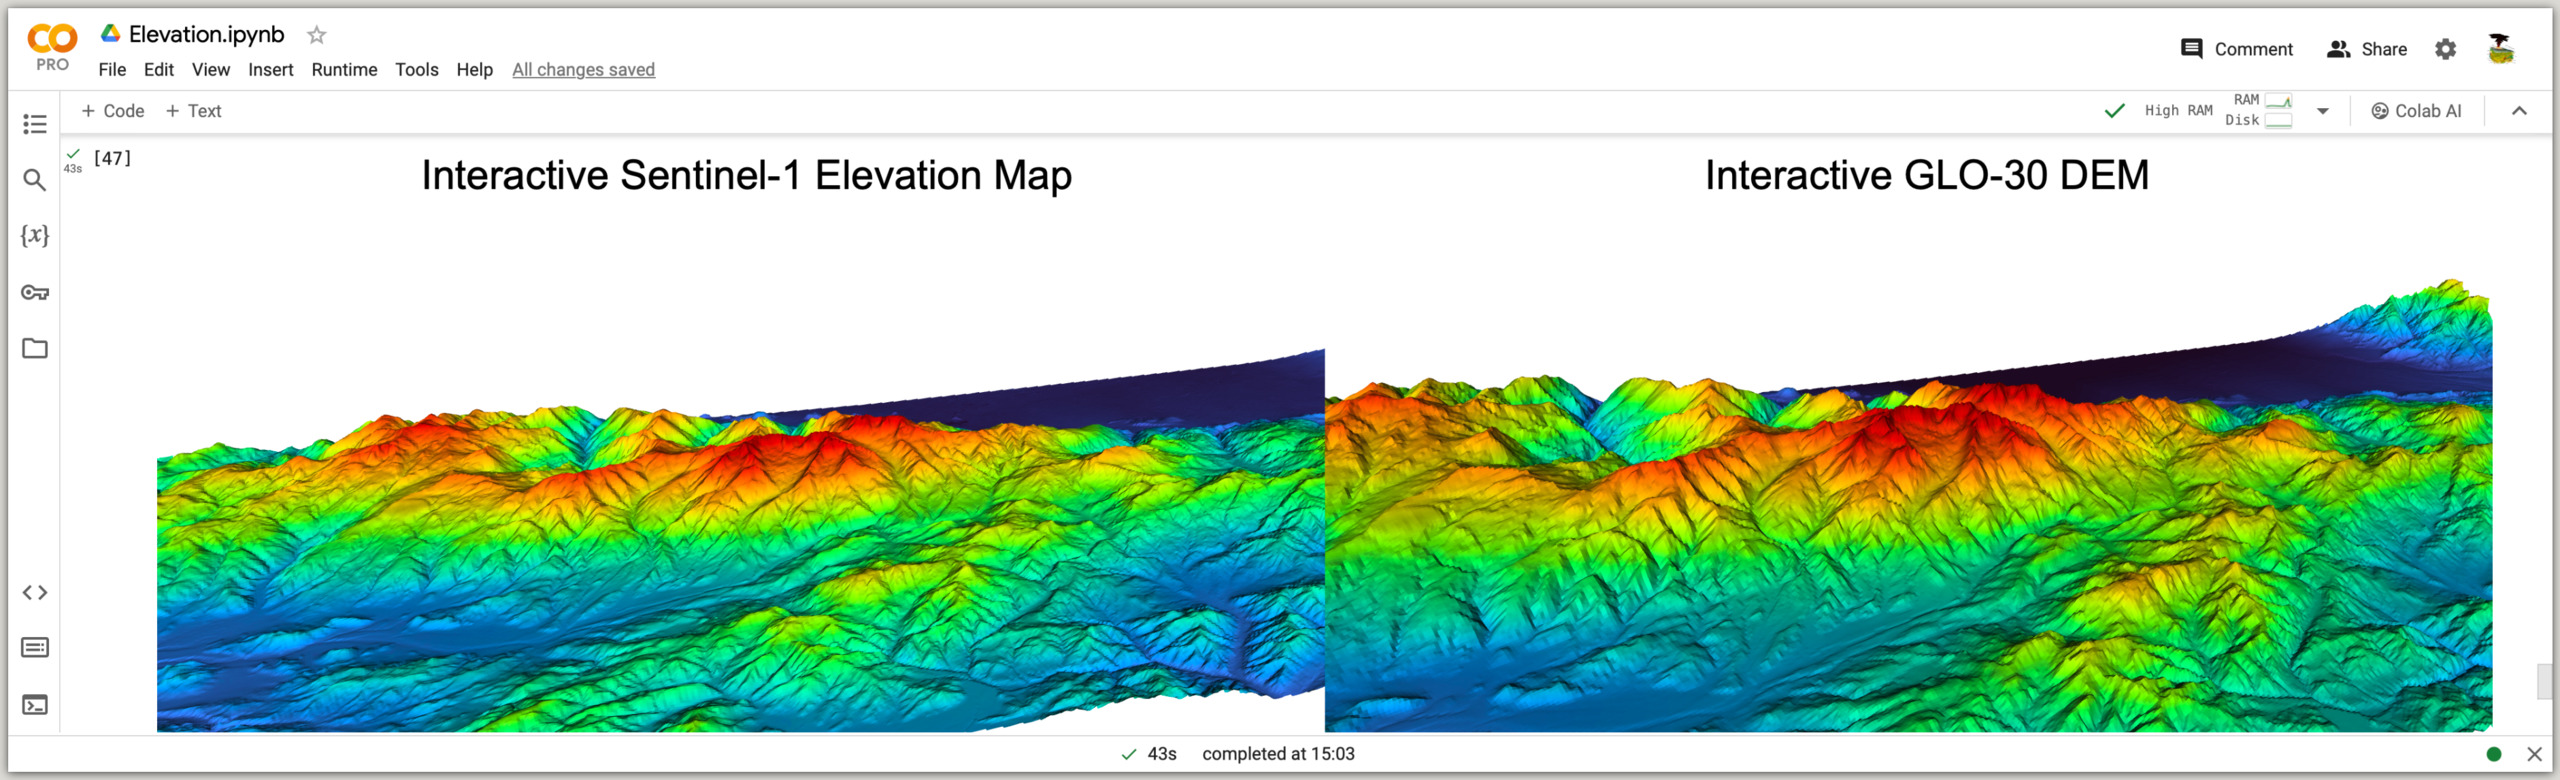 CO
PRO
Elevation.ipynb
File Edit View Insert Runtime Tools Help All changes saved
Comment Share
+ Code + Text
High RAM RAM Disk Colab AI
43s [47]
Interactive Sentinel-1 Elevation Map
Interactive GLO-30 DEM
{x}
43s completed at 15:03